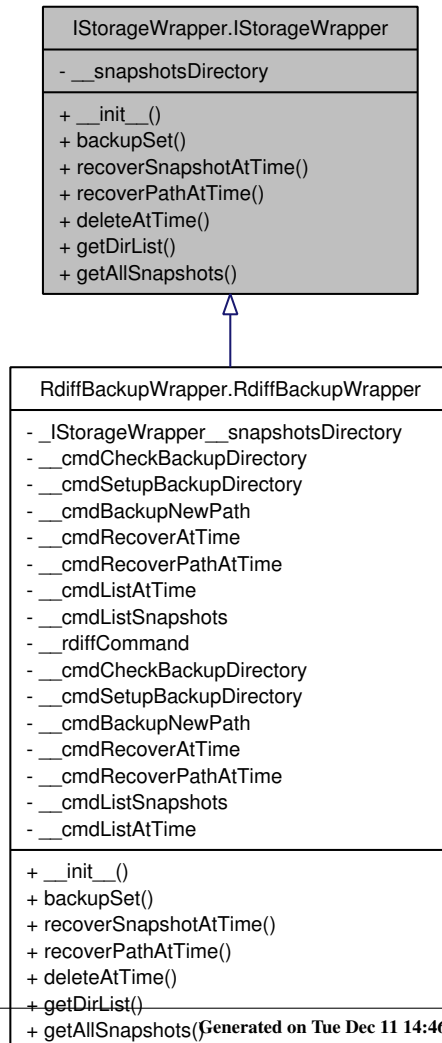 IStorageWrapper.IStorageWrapper
- __snapshotsDirectory
+ __init__()
+ backupSet()
+ recoverSnapshotAtTime()
+ recoverPathAtTime()
+ deleteAtTime()
+ getDirList()
+ getAllSnapshots()
RdiffBackupWrapper.RdiffBackupWrapper
- _IStorageWrapper__snapshotsDirectory
- __cmdCheckBackupDirectory
- __cmdSetupBackupDirectory
- __cmdBackupNewPath
- __cmdRecoverAtTime
- __cmdRecoverPathAtTime
- __cmdListAtTime
- __cmdListSnapshots
- __rdiffCommand
- __cmdCheckBackupDirectory
- __cmdSetupBackupDirectory
- __cmdBackupNewPath
- __cmdRecoverAtTime
- __cmdRecoverPathAtTime
- __cmdListSnapshots
- __cmdListAtTime
+ __init__()
+ backupSet()
+ recoverSnapshotAtTime()
+ recoverPathAtTime()
+ deleteAtTime()
+ getDirList()
+ getAllSnapshots()
Generated on Tue Dec 11 14:46